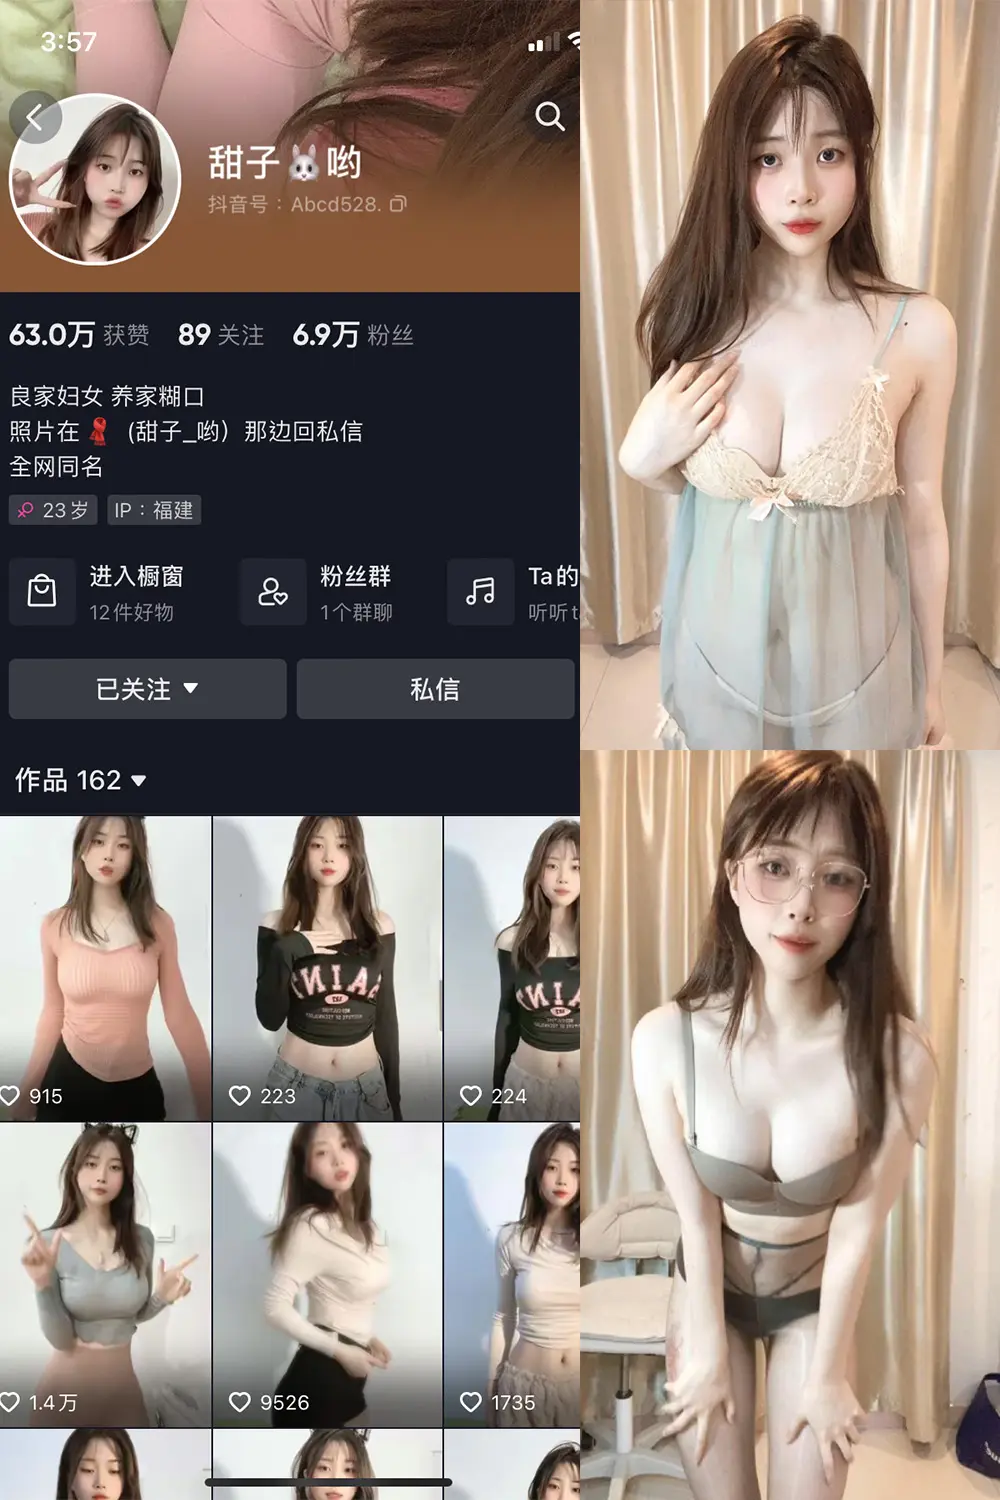 3:57
甜子🐰哟
抖音号：Abcd528.
63.0万 获赞 89 关注 6.9万 粉丝
良家妇女 养家糊口
照片在🧣（甜子_哟）那边回私信
全网同名
23岁 IP：福建
进入橱窗 粉丝群 Ta的
12件好物 1个群聊 听听t
已关注 私信
作品 162
915 223 224
1.4万 9526 1735